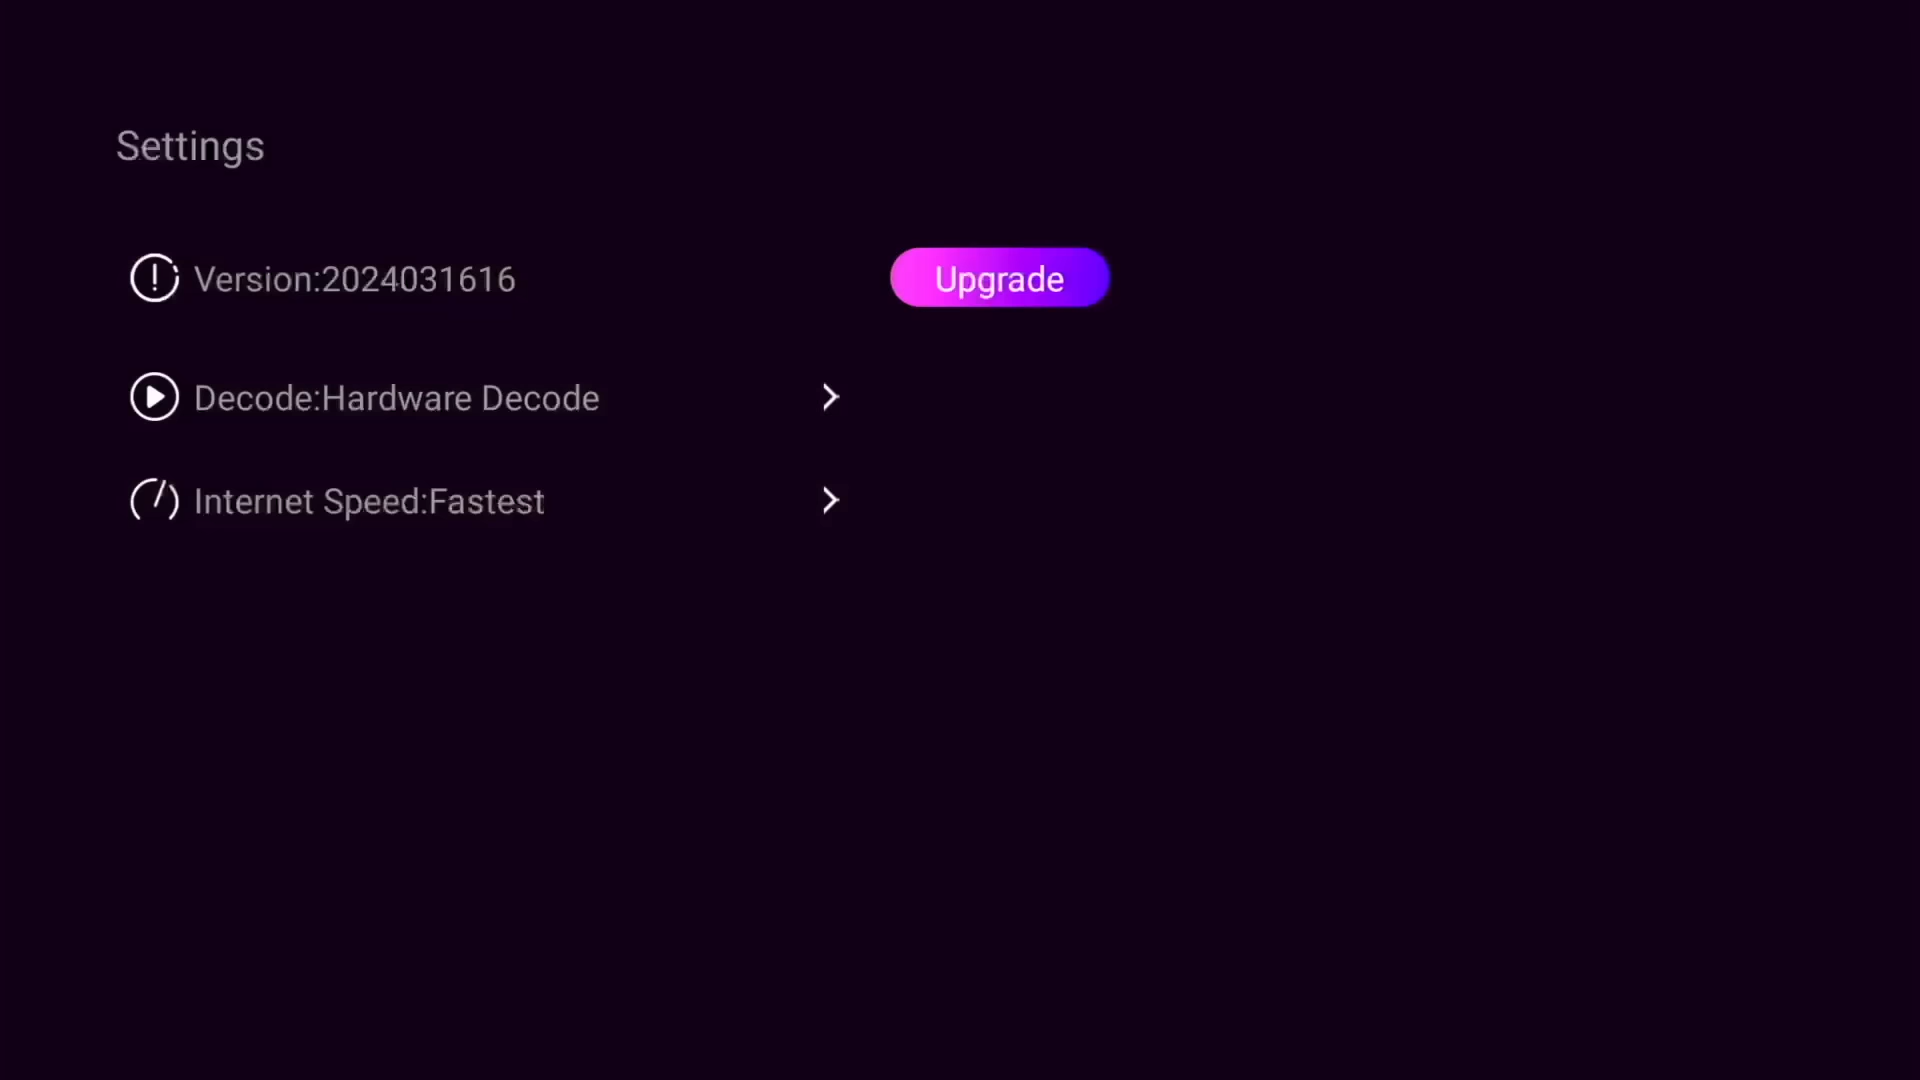 Settings
Version:2024031616
Upgrade
Decode:Hardware Decode
Internet Speed:Fastest